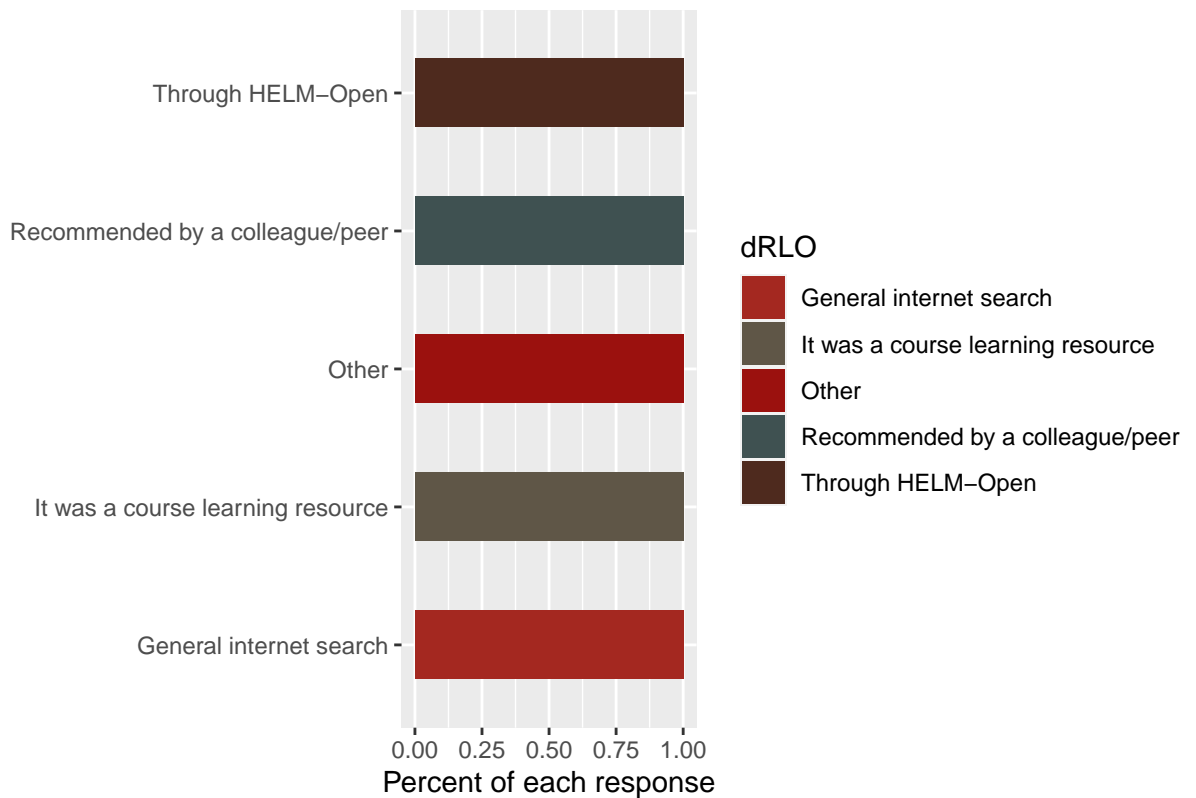 Through HELM−Open
Recommended by a colleague/peer
Other
It was a course learning resource
General internet search
0.00 0.25 0.50 0.75 1.00
Percent of each response
dRLO
General internet search
It was a course learning resource
Other
Recommended by a colleague/peer
Through HELM−Open